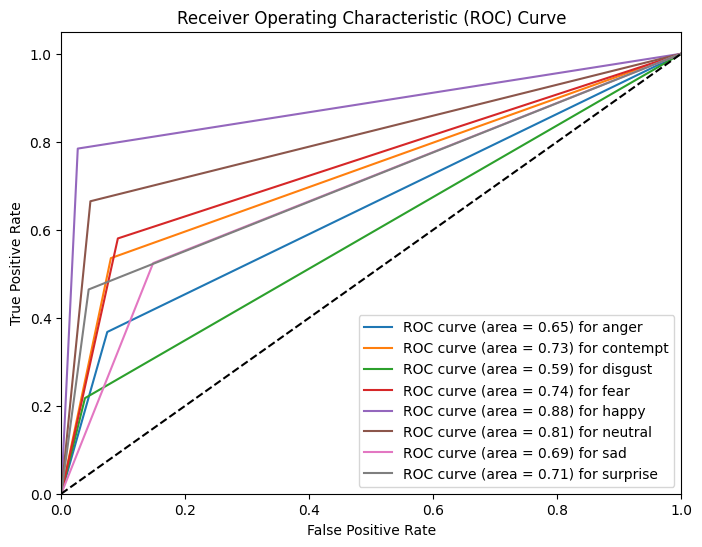 Receiver Operating Characteristic (ROC) Curve
True Positive Rate
1.0
0.8
0.6
0.4
0.2
0.0
ROC curve (area = 0.65) for anger
ROC curve (area = 0.73) for contempt
ROC curve (area = 0.59) for disgust
ROC curve (area = 0.74) for fear
ROC curve (area = 0.88) for happy
ROC curve (area = 0.81) for neutral
ROC curve (area = 0.69) for sad
ROC curve (area = 0.71) for surprise
0.0 0.2 0.4 0.6 0.8 1.0
False Positive Rate